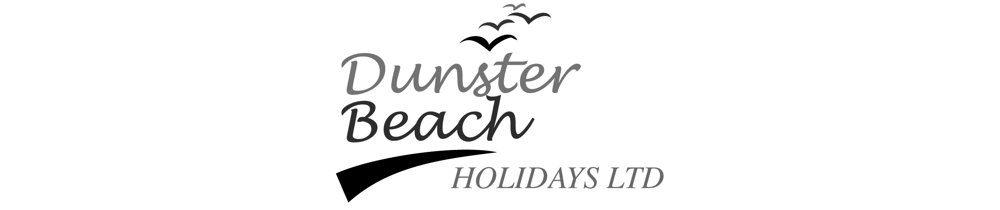 Dunster
Beach
HOLIDAYS LTD